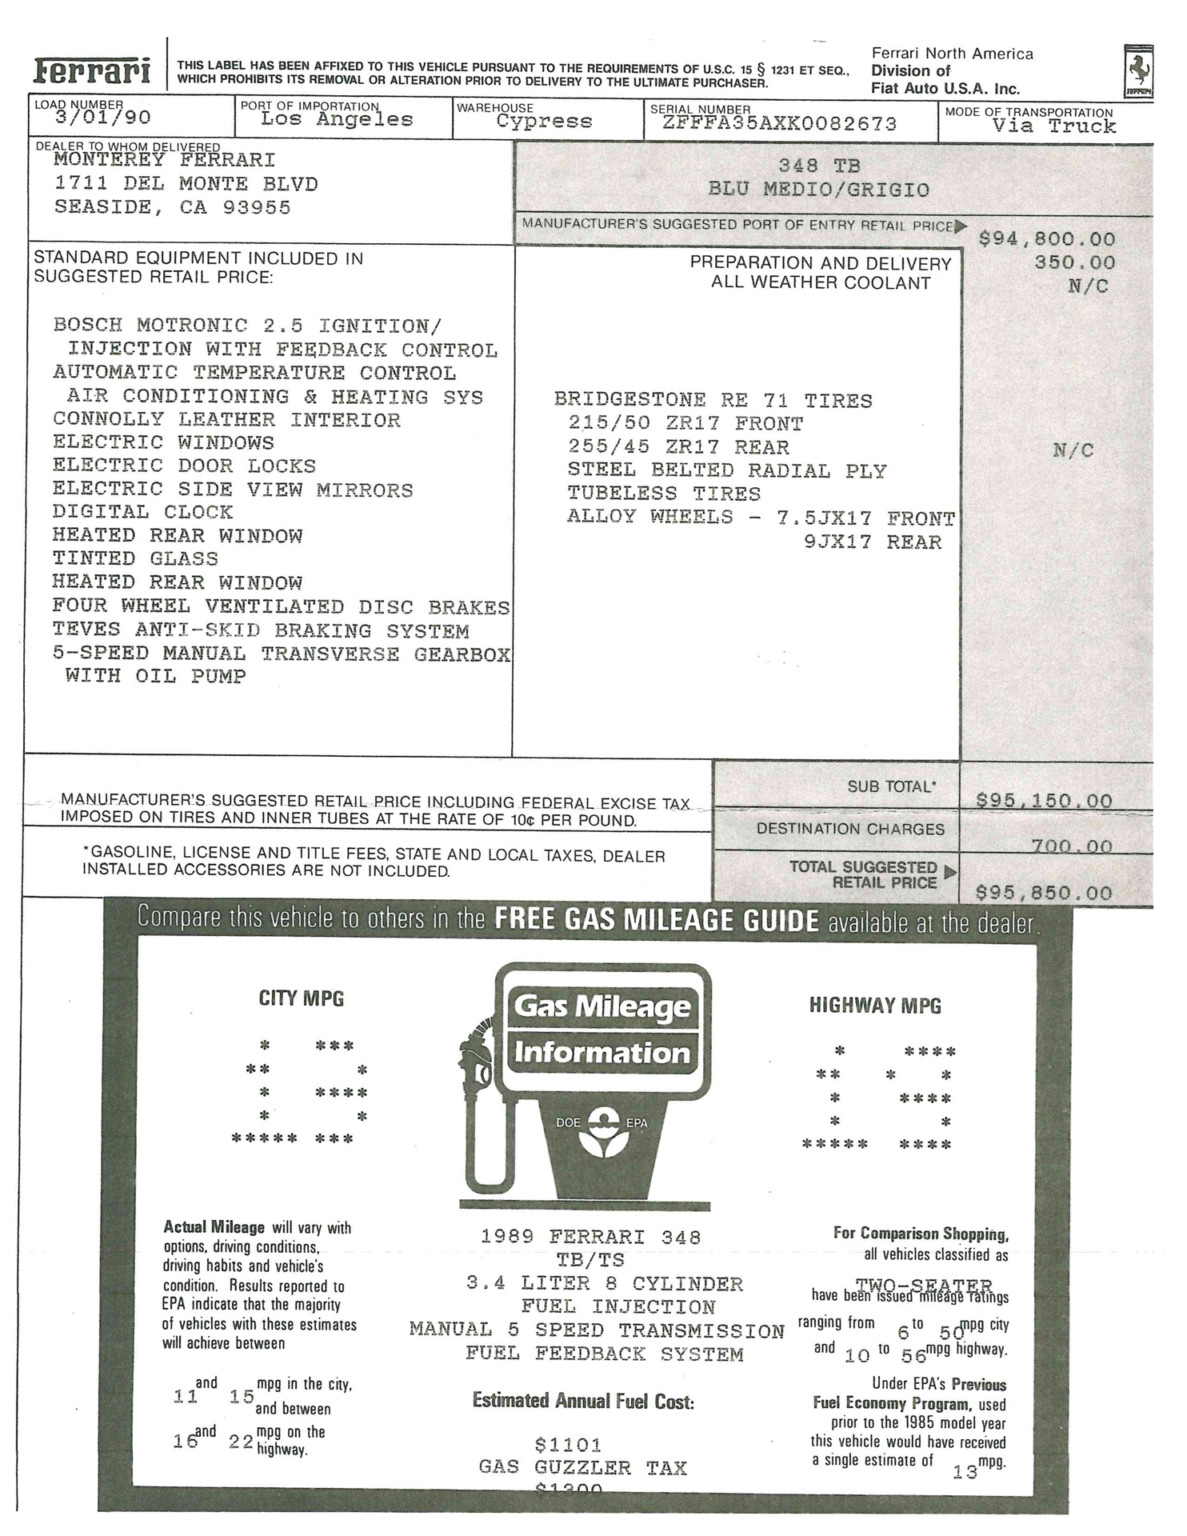 Ferrari
THIS LABEL HAS BEEN AFFIXED TO THIS VEHICLE PURSUANT TO THE REQUIREMENTS OF U.S.C. 15 § 1231 ET SEQ.,
WHICH PROHIBITS ITS REMOVAL OR ALTERATION PRIOR TO DELIVERY TO THE ULTIMATE PURCHASER.
Ferrari North America
Division of
Fiat Auto U.S.A. Inc.
LOAD NUMBER
3/01/90
PORT OF IMPORTATION
Los Angeles
WAREHOUSE
Cypress
SERIAL NUMBER
ZFFFA35AXK0082673
MODE OF TRANSPORTATION
Via Truck
DEALER TO WHOM DELIVERED
MONTEREY FERRARI
1711 DEL MONTE BLVD
SEASIDE, CA 93955
348 TB
BLU MEDIO/GRIGIO
MANUFACTURER'S SUGGESTED PORT OF ENTRY RETAIL PRICE
$94,800.00
STANDARD EQUIPMENT INCLUDED IN
SUGGESTED RETAIL PRICE:
PREPARATION AND DELIVERY 350.00
ALL WEATHER COOLANT N/C
BOSCH MOTRONIC 2.5 IGNITION/
INJECTION WITH FEEDBACK CONTROL
AUTOMATIC TEMPERATURE CONTROL
AIR CONDITIONING & HEATING SYS
CONNOLLY LEATHER INTERIOR
ELECTRIC WINDOWS
ELECTRIC DOOR LOCKS
ELECTRIC SIDE VIEW MIRRORS
DIGITAL CLOCK
HEATED REAR WINDOW
TINTED GLASS
HEATED REAR WINDOW
FOUR WHEEL VENTILATED DISC BRAKES
TEVES ANTI-SKID BRAKING SYSTEM
5-SPEED MANUAL TRANSVERSE GEARBOX
WITH OIL PUMP
BRIDGESTONE RE 71 TIRES
215/50 ZR17 FRONT
255/45 ZR17 REAR N/C
STEEL BELTED RADIAL PLY
TUBELESS TIRES
ALLOY WHEELS - 7.5JX17 FRONT
9JX17 REAR
MANUFACTURER'S SUGGESTED RETAIL PRICE INCLUDING FEDERAL EXCISE TAX
IMPOSED ON TIRES AND INNER TUBES AT THE RATE OF 10¢ PER POUND.
*GASOLINE, LICENSE AND TITLE FEES, STATE AND LOCAL TAXES, DEALER
INSTALLED ACCESSORIES ARE NOT INCLUDED.
SUB TOTAL* $95,150.00
DESTINATION CHARGES 700.00
TOTAL SUGGESTED
RETAIL PRICE $95,850.00
Compare this vehicle to others in the FREE GAS MILEAGE GUIDE available at the dealer.
CITY MPG
13
Gas Mileage
Information
DOE EPA
HIGHWAY MPG
19
Actual Mileage will vary with
options, driving conditions,
driving habits and vehicle's
condition. Results reported to
EPA indicate that the majority
of vehicles with these estimates
will achieve between
11 and 15 mpg in the city,
and between
16 and 22 mpg on the
highway.
1989 FERRARI 348
TB/TS
3.4 LITER 8 CYLINDER
FUEL INJECTION
MANUAL 5 SPEED TRANSMISSION
FUEL FEEDBACK SYSTEM
Estimated Annual Fuel Cost:
$1101
GAS GUZZLER TAX
$1300
For Comparison Shopping,
all vehicles classified as
TWO-SEATER
have been issued mileage ratings
ranging from 6 to 50 mpg city
and 10 to 56 mpg highway.
Under EPA's Previous
Fuel Economy Program, used
prior to the 1985 model year
this vehicle would have received
a single estimate of 13 mpg.